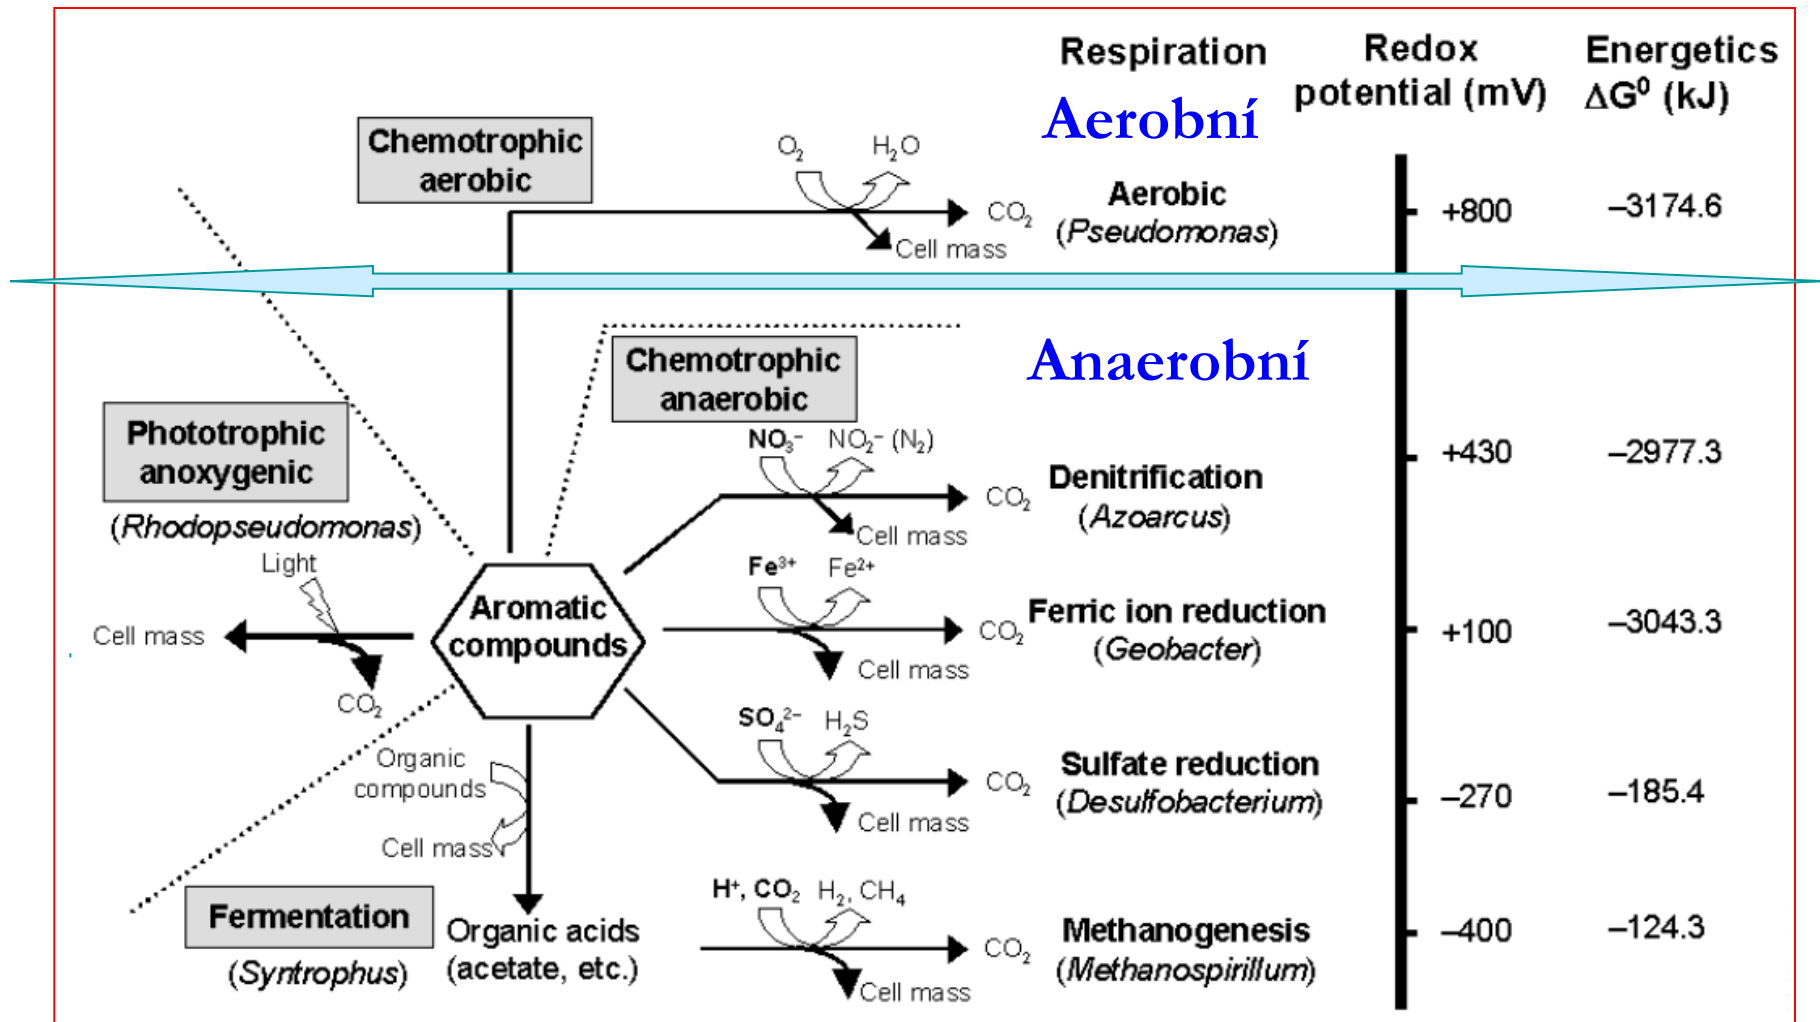 Respiration
Redox
potential (mV)
Energetics
ΔG⁰ (kJ)
Aerobní
Chemotrophic
aerobic
O₂
H₂O
CO₂
Cell mass
Aerobic
(Pseudomonas)
+800
–3174.6
Anaerobní
Chemotrophic
anaerobic
NO₃⁻
NO₂⁻ (N₂)
CO₂
Cell mass
Denitrification
(Azoarcus)
+430
–2977.3
Phototrophic
anoxygenic
(Rhodopseudomonas)
Light
Cell mass
CO₂
Aromatic
compounds
Fe³⁺
Fe²⁺
CO₂
Cell mass
Ferric ion reduction
(Geobacter)
+100
–3043.3
SO₄²⁻
H₂S
CO₂
Cell mass
Sulfate reduction
(Desulfobacterium)
–270
–185.4
Organic
compounds
Cell mass
Fermentation
(Syntrophus)
Organic acids
(acetate, etc.)
H⁺, CO₂
H₂, CH₄
CO₂
Cell mass
Methanogenesis
(Methanospirillum)
–400
–124.3